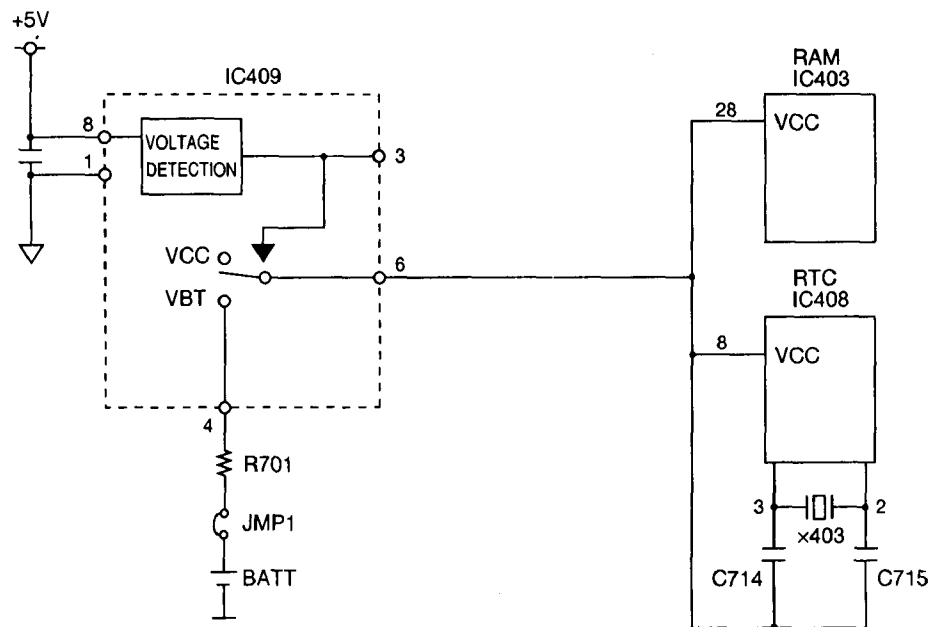 +5V
IC409
8
VOLTAGE
DETECTION
1
3
VCC
VBT
6
4
R701
JMP1
BATT
RAM
IC403
28
VCC
RTC
IC408
8
VCC
3
2
×403
C714
C715